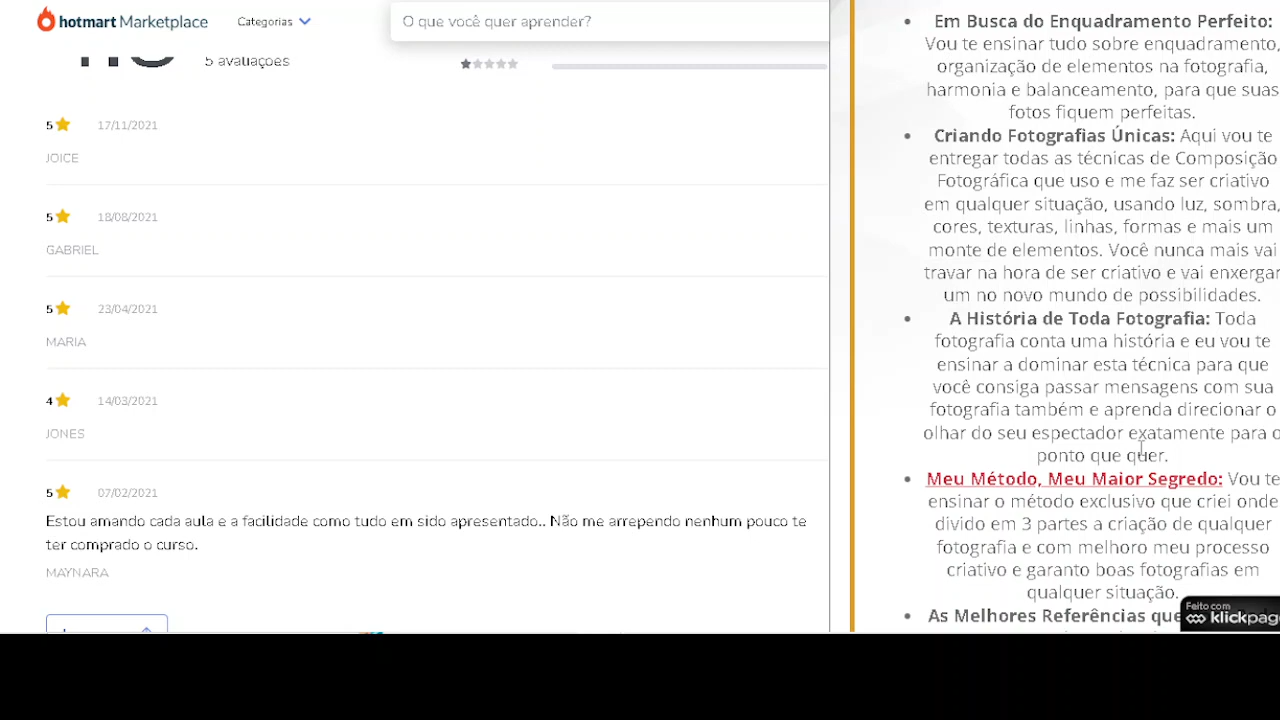 hotmart Marketplace
Categorias
O que você quer aprender?
5 avaliações
5
17/11/2021
JOICE
5
18/08/2021
GABRIEL
5
23/04/2021
MARIA
4
14/03/2021
JONES
5
07/02/2021
Estou amando cada aula e a facilidade como tudo em sido apresentado.. Não me arrependo nenhum pouco te
ter comprado o curso.
MAYNARA
• Em Busca do Enquadramento Perfeito:
Vou te ensinar tudo sobre enquadramento,
organização de elementos na fotografia,
harmonia e balanceamento, para que suas
fotos fiquem perfeitas.
• Criando Fotografias Únicas: Aqui vou te
entregar todas as técnicas de Composição
Fotográfica que uso e me faz ser criativo
em qualquer situação, usando luz, sombra,
cores, texturas, linhas, formas e mais um
monte de elementos. Você nunca mais vai
travar na hora de ser criativo e vai enxergar
um no novo mundo de possibilidades.
• A História de Toda Fotografia: Toda
fotografia conta uma história e eu vou te
ensinar a dominar esta técnica para que
você consiga passar mensagens com sua
fotografia também e aprenda direcionar o
olhar do seu espectador exatamente para o
ponto que quer.
• Meu Método, Meu Maior Segredo: Vou te
ensinar o método exclusivo que criei onde
divido em 3 partes a criação de qualquer
fotografia e com melhoro meu processo
criativo e garanto boas fotografias em
qualquer situação.
• As Melhores Referências que
Feito com
klickpag